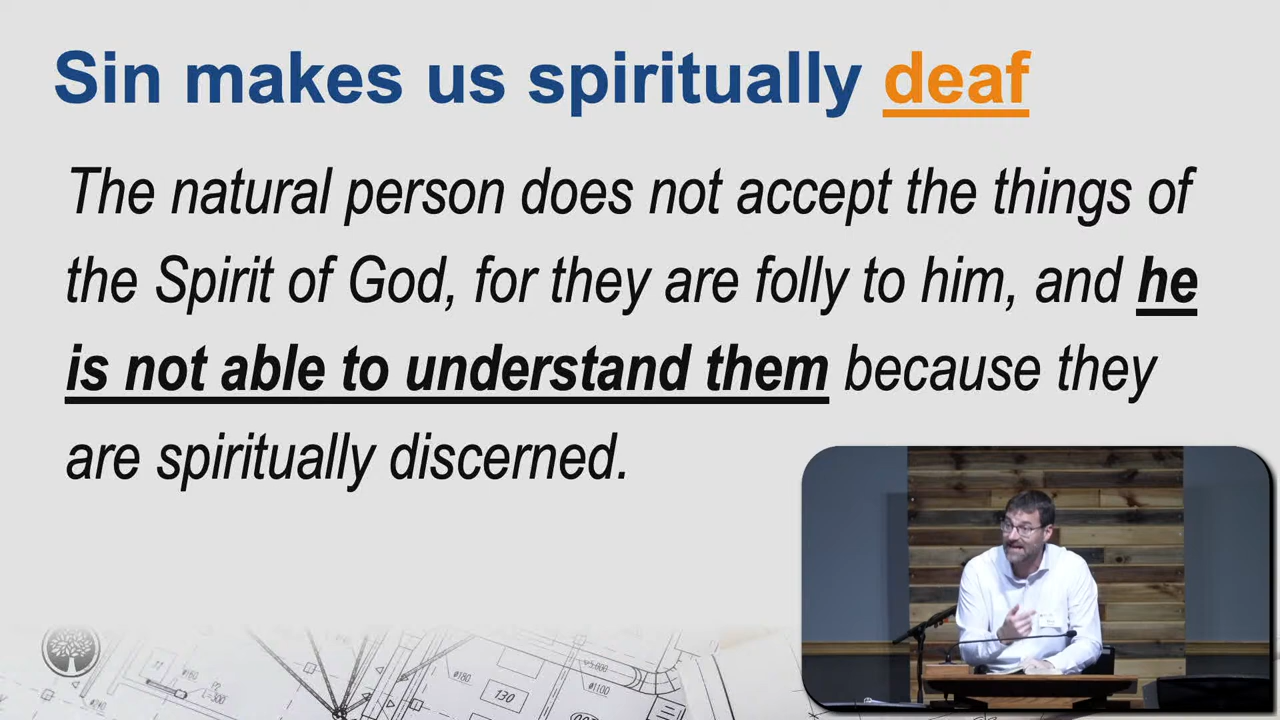 Sin makes us spiritually deaf
The natural person does not accept the things of
the Spirit of God, for they are folly to him, and he
is not able to understand them because they
are spiritually discerned.
130